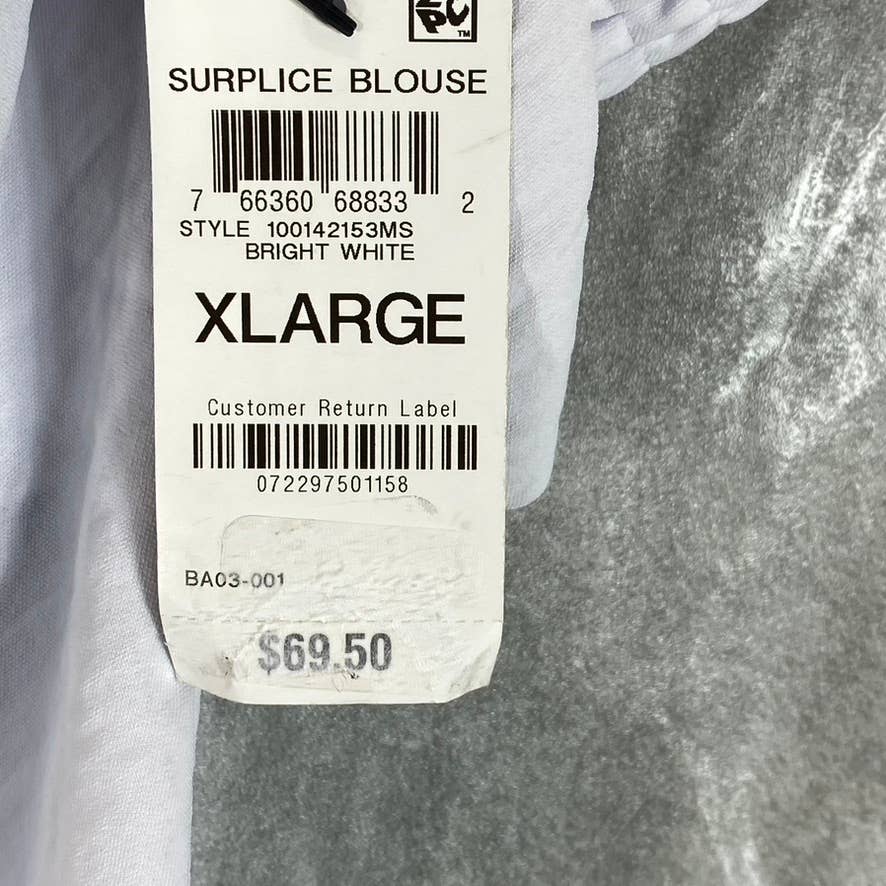 PC™
SURPLICE BLOUSE
7 66360 68833 2
STYLE 100142153MS
BRIGHT WHITE
XLARGE
Customer Return Label
072297501158
BA03-001
$69.50